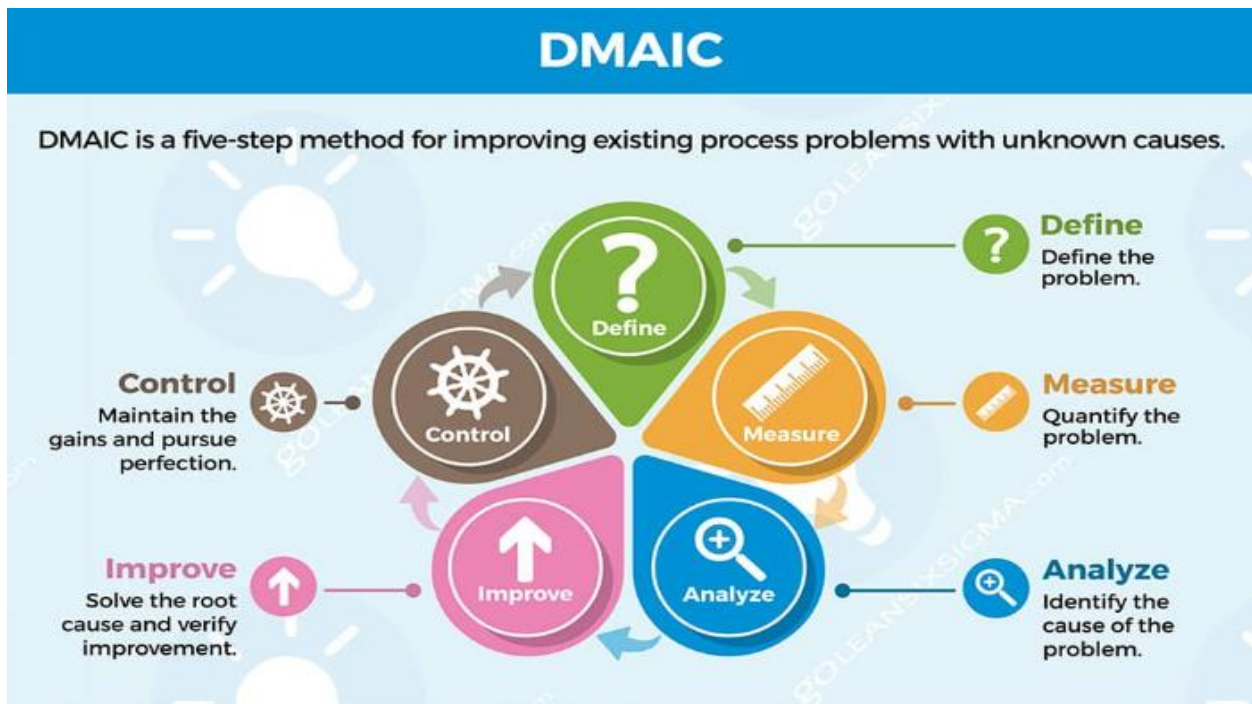 DMAIC
DMAIC is a five-step method for improving existing process problems with unknown causes.
Define
Define
Define the
problem.
Control
Measure
Control
Maintain the
gains and pursue
perfection.
Measure
Quantify the
problem.
Improve
Analyze
Improve
Solve the root
cause and verify
improvement.
Analyze
Identify the
cause of the
problem.
goLEANSIXSIGMA.com